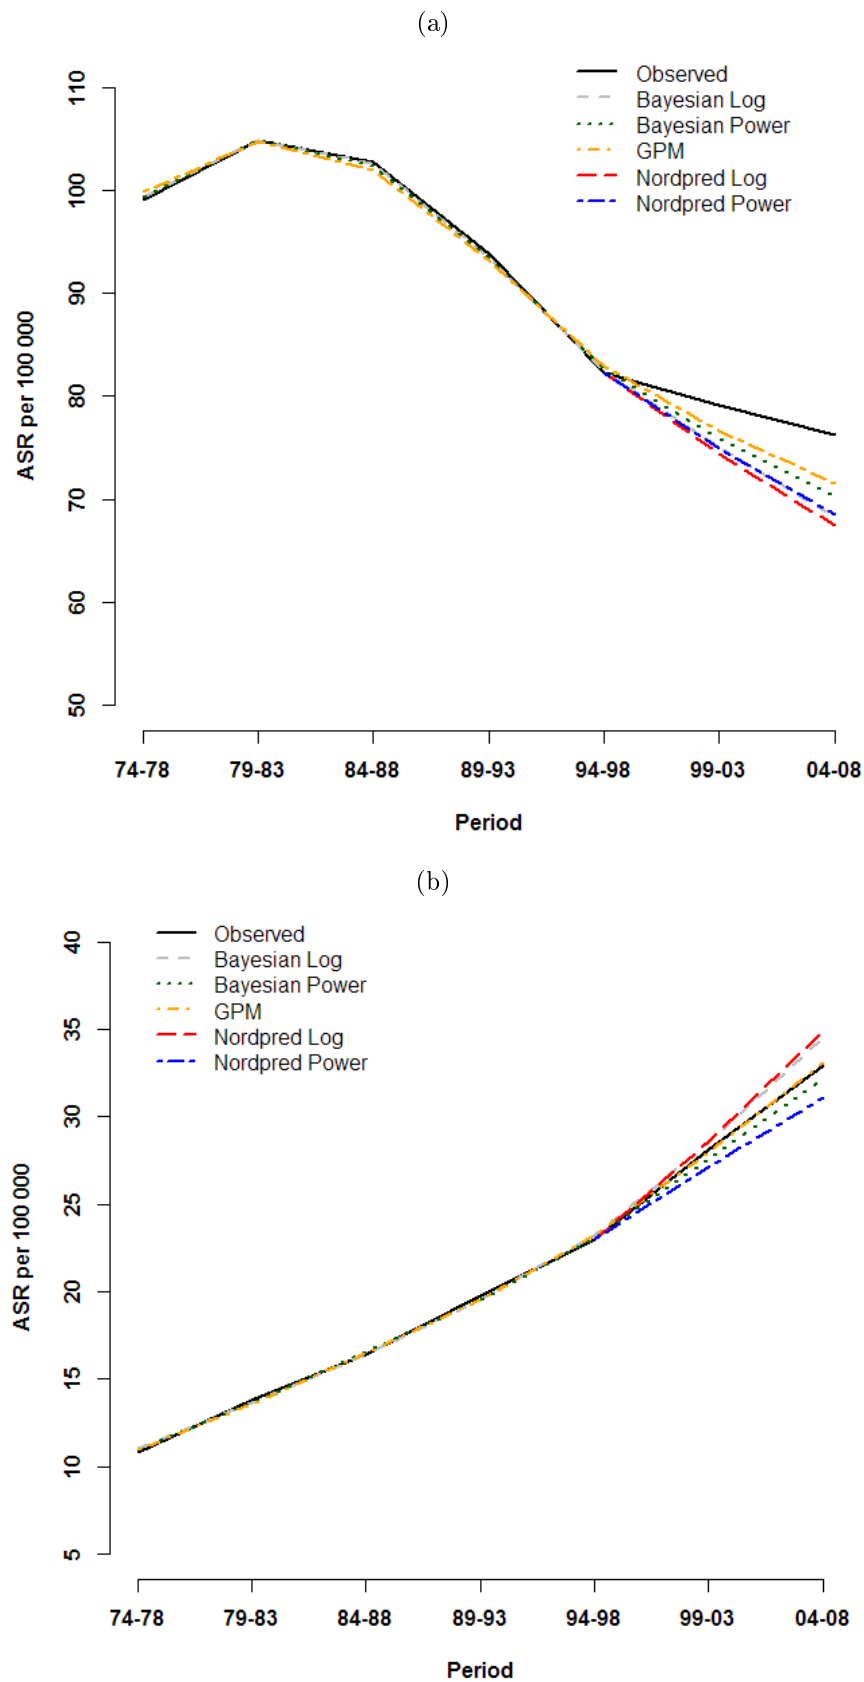 (a)
Observed
Bayesian Log
Bayesian Power
GPM
Nordpred Log
Nordpred Power
ASR per 100 000
110
100
90
80
70
60
50
74-78 79-83 84-88 89-93 94-98 99-03 04-08
Period
(b)
Observed
Bayesian Log
Bayesian Power
GPM
Nordpred Log
Nordpred Power
ASR per 100 000
40
35
30
25
20
15
10
5
74-78 79-83 84-88 89-93 94-98 99-03 04-08
Period